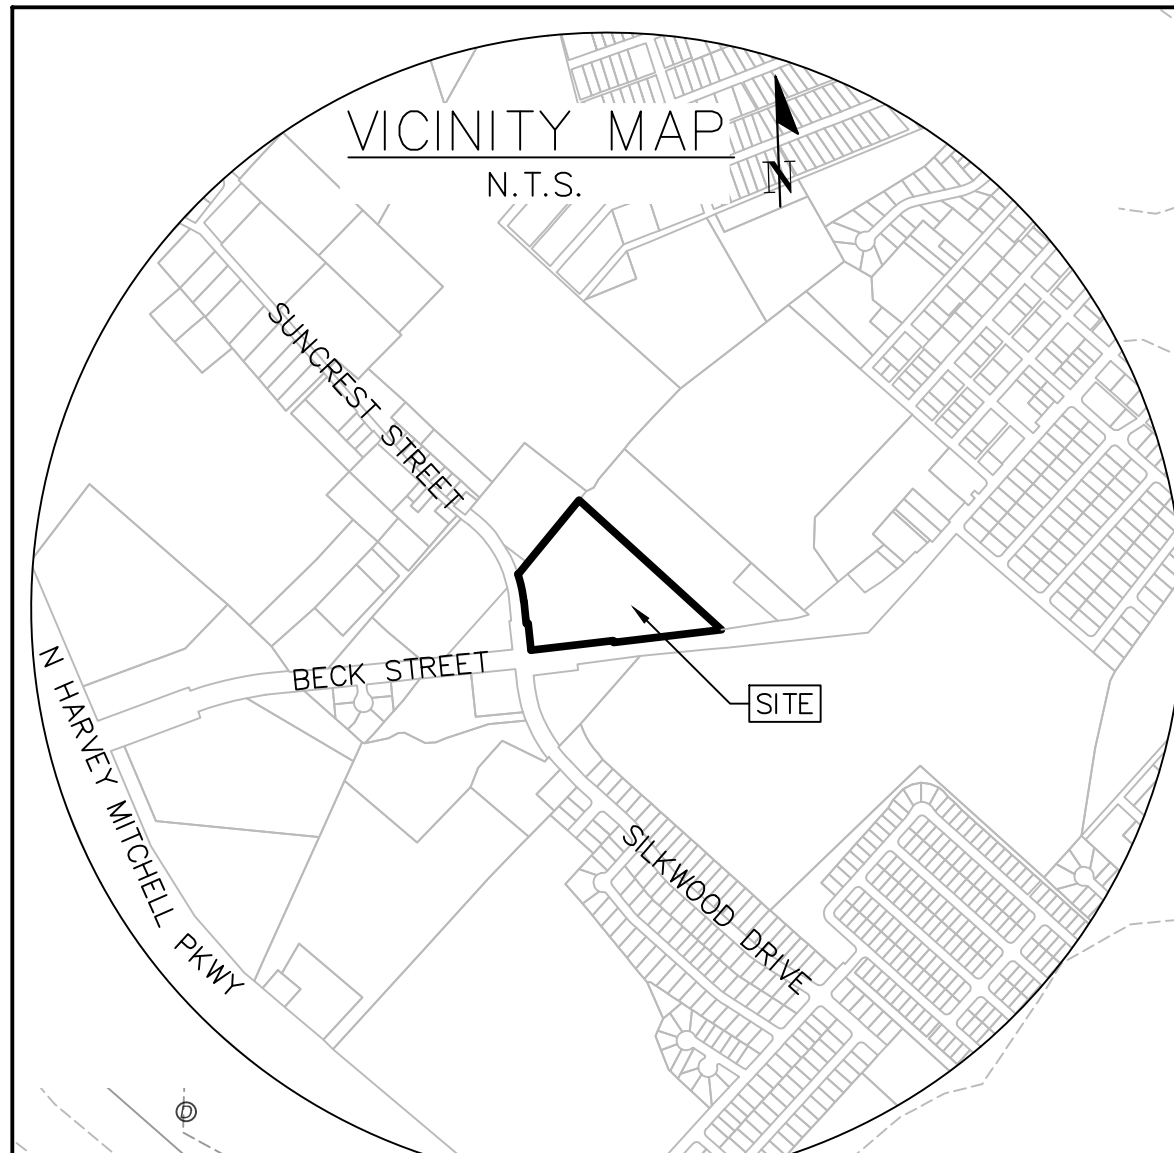 VICINITY MAP
N.T.S.
N
SUNCREST STREET
BECK STREET
SITE
N HARVEY MITCHELL PKWY
SILKWOOD DRIVE
D